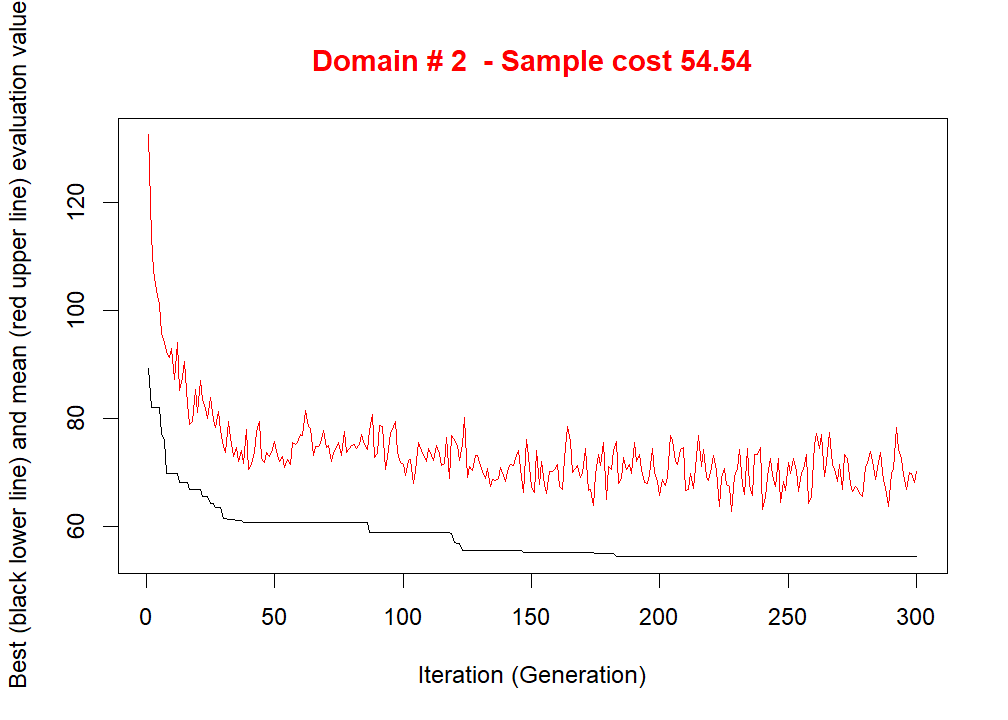 Domain # 2  - Sample cost 54.54
Best (black lower line) and mean (red upper line) evaluation value
120
100
80
60
0 50 100 150 200 250 300
Iteration (Generation)